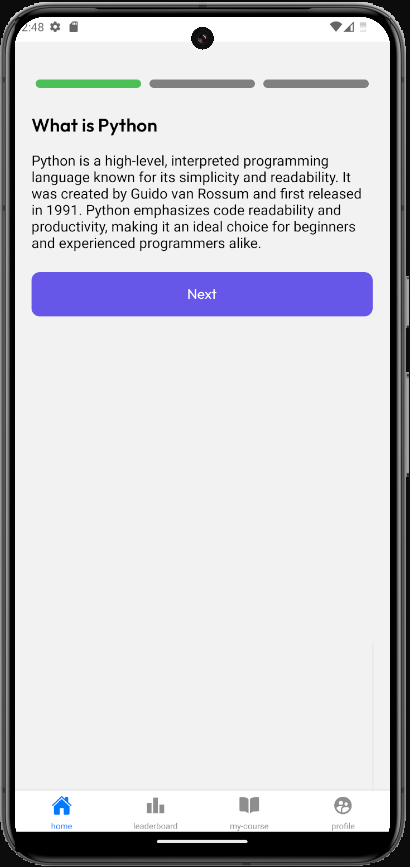 2:48
What is Python
Python is a high-level, interpreted programming
language known for its simplicity and readability. It
was created by Guido van Rossum and first released
in 1991. Python emphasizes code readability and
productivity, making it an ideal choice for beginners
and experienced programmers alike.
Next
home leaderboard my-course profile